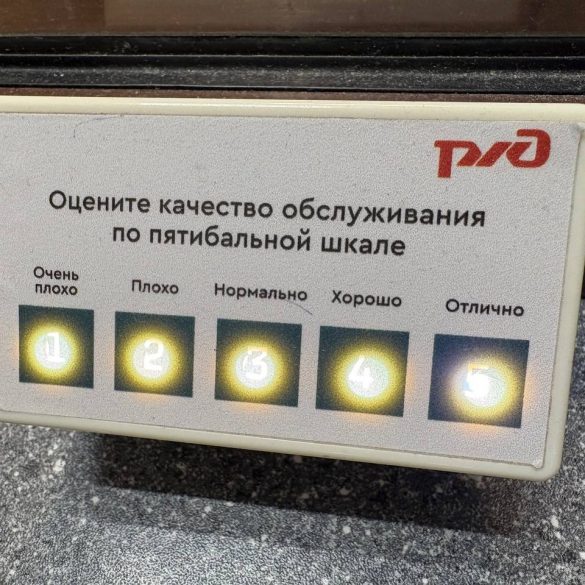 ржд
Оцените качество обслуживания
по пятибальной шкале
Очень
плохо
Плохо
Нормально
Хорошо
Отлично
1
2
3
4
5